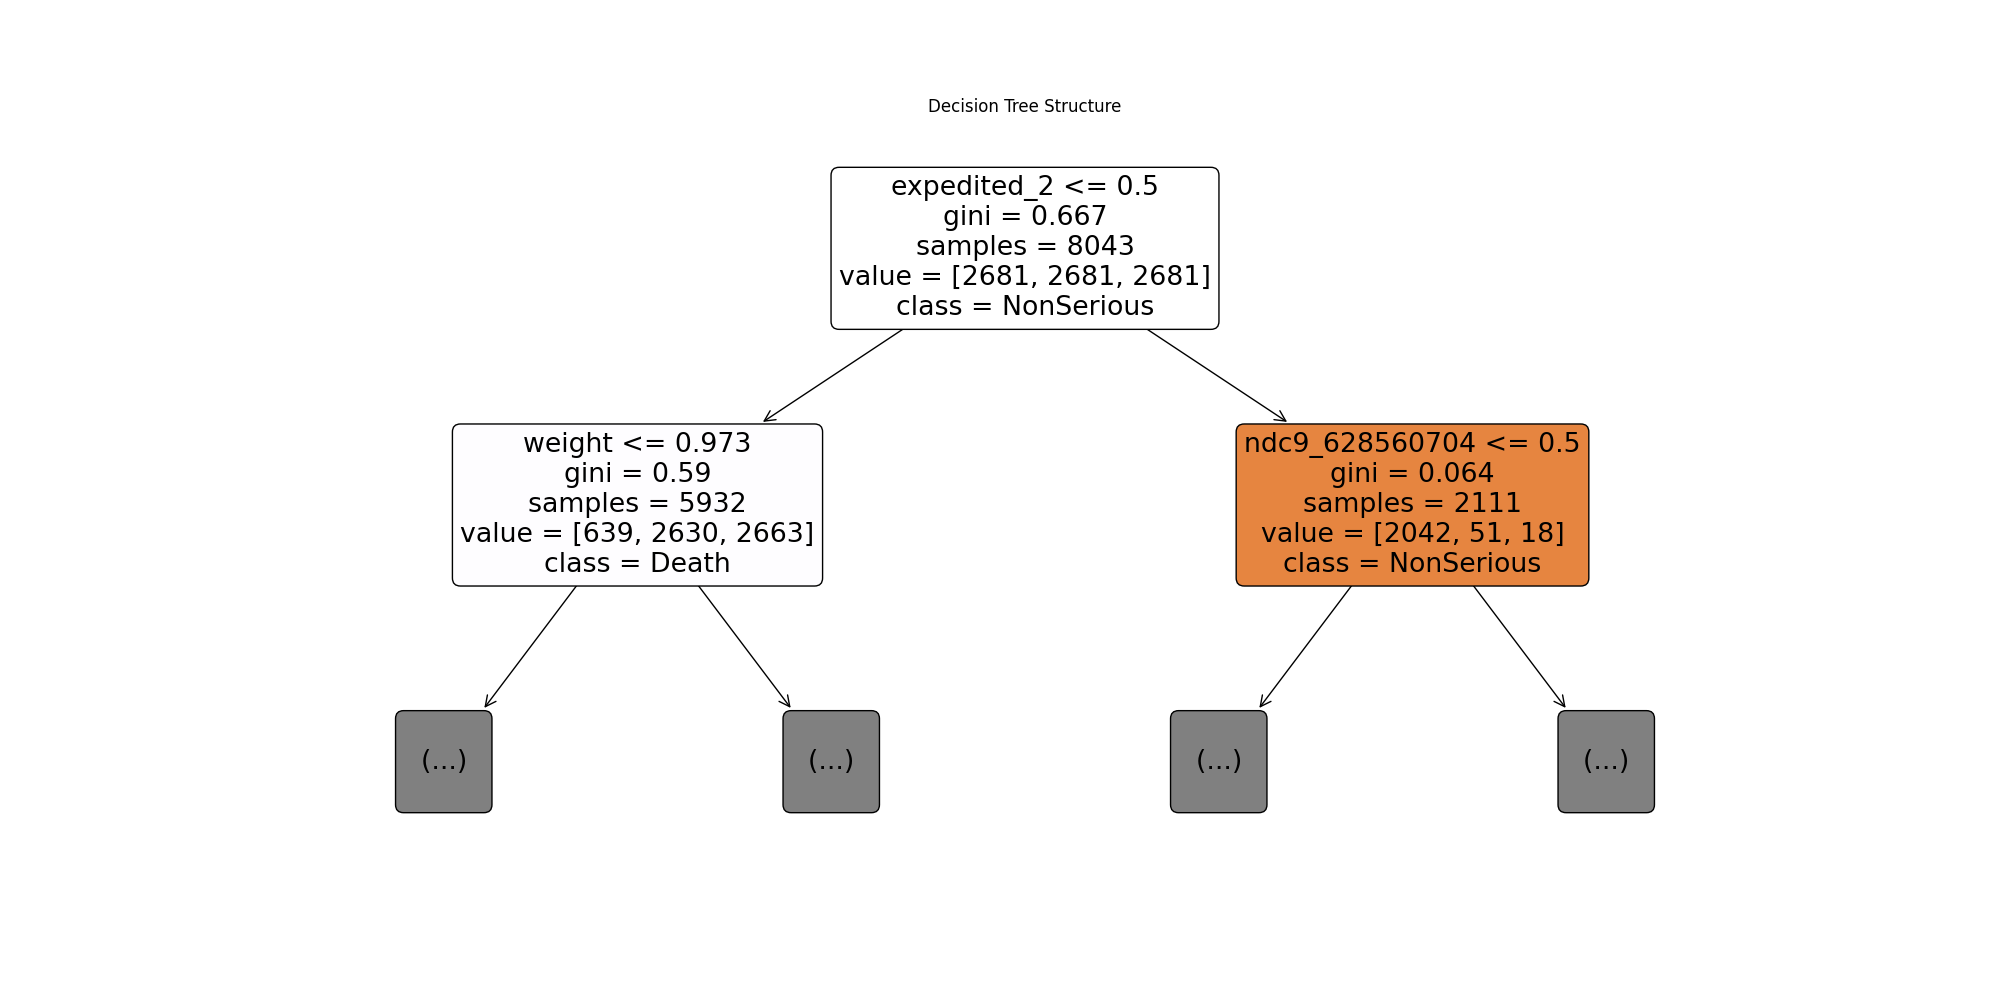 Decision Tree Structure
expedited_2 <= 0.5
gini = 0.667
samples = 8043
value = [2681, 2681, 2681]
class = NonSerious
weight <= 0.973
gini = 0.59
samples = 5932
value = [639, 2630, 2663]
class = Death
ndc9_628560704 <= 0.5
gini = 0.064
samples = 2111
value = [2042, 51, 18]
class = NonSerious
(...)
(...)
(...)
(...)